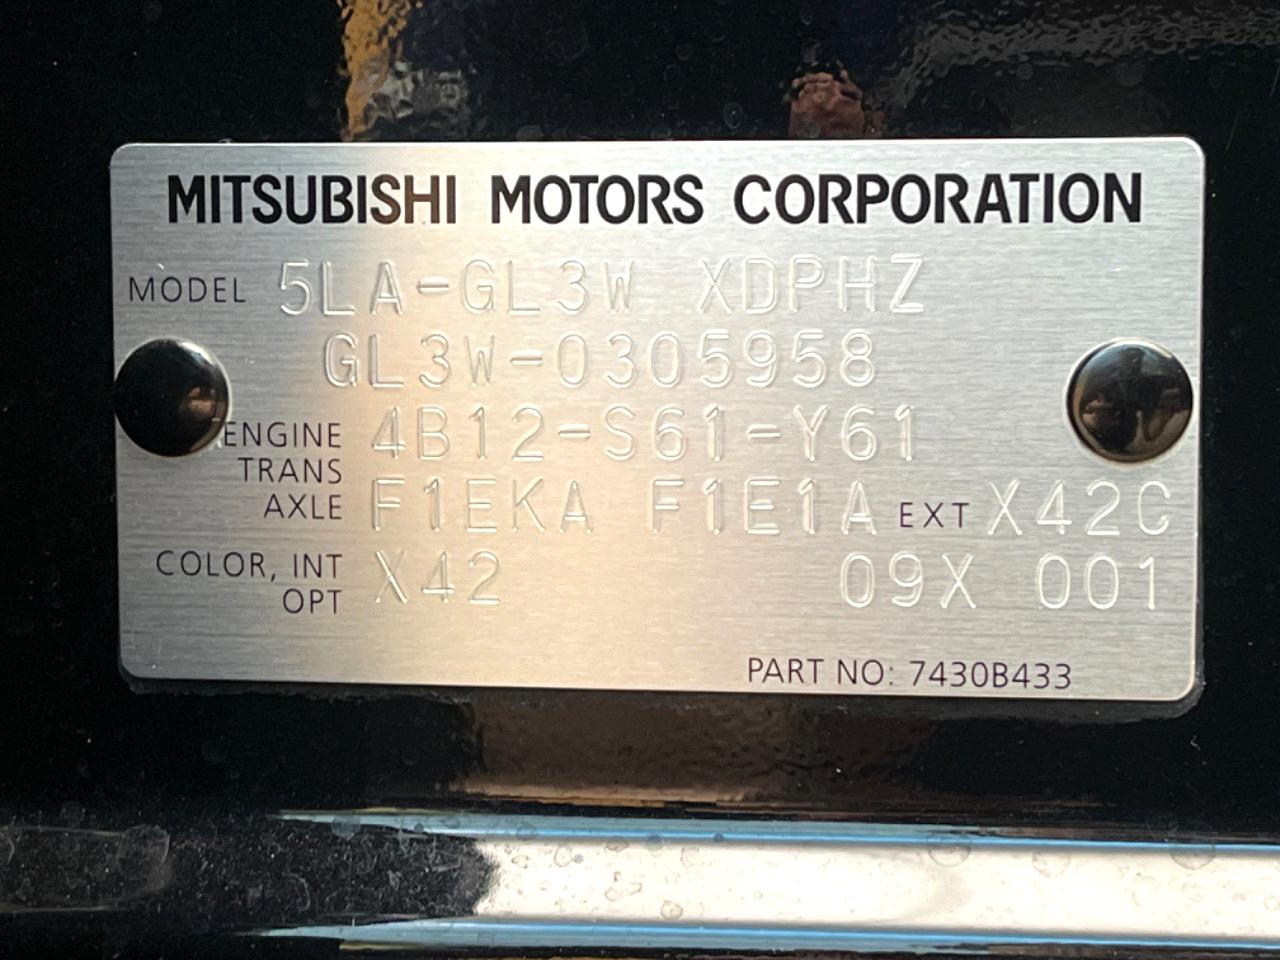 MITSUBISHI MOTORS CORPORATION
MODEL 5LA-GL3W XDPHZ
GL3W-0305958
ENGINE 4B12-S61-Y61
TRANS
AXLE F1EKA F1E1A EXT X42C
COLOR, INT X42 09X 001
OPT
PART NO: 7430B433